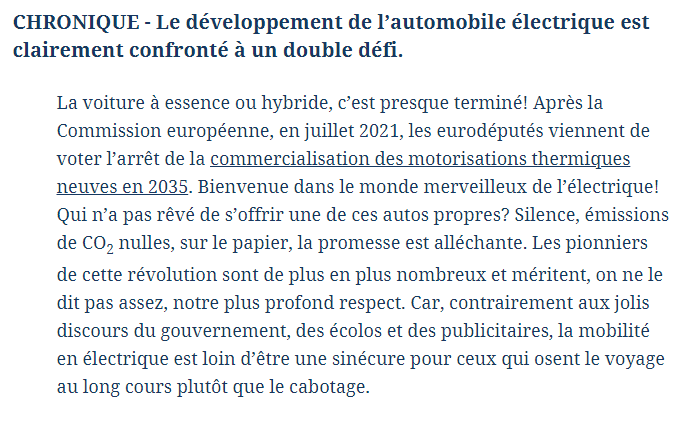 CHRONIQUE - Le développement de l’automobile électrique est
clairement confronté à un double défi.
La voiture à essence ou hybride, c’est presque terminé! Après la
Commission européenne, en juillet 2021, les eurodéputés viennent de
voter l’arrêt de la commercialisation des motorisations thermiques
neuves en 2035. Bienvenue dans le monde merveilleux de l’électrique!
Qui n’a pas rêvé de s’offrir une de ces autos propres? Silence, émissions
de CO₂ nulles, sur le papier, la promesse est alléchante. Les pionniers
de cette révolution sont de plus en plus nombreux et méritent, on ne le
dit pas assez, notre plus profond respect. Car, contrairement aux jolis
discours du gouvernement, des écolos et des publicitaires, la mobilité
en électrique est loin d’être une sinécure pour ceux qui osent le voyage
au long cours plutôt que le cabotage.